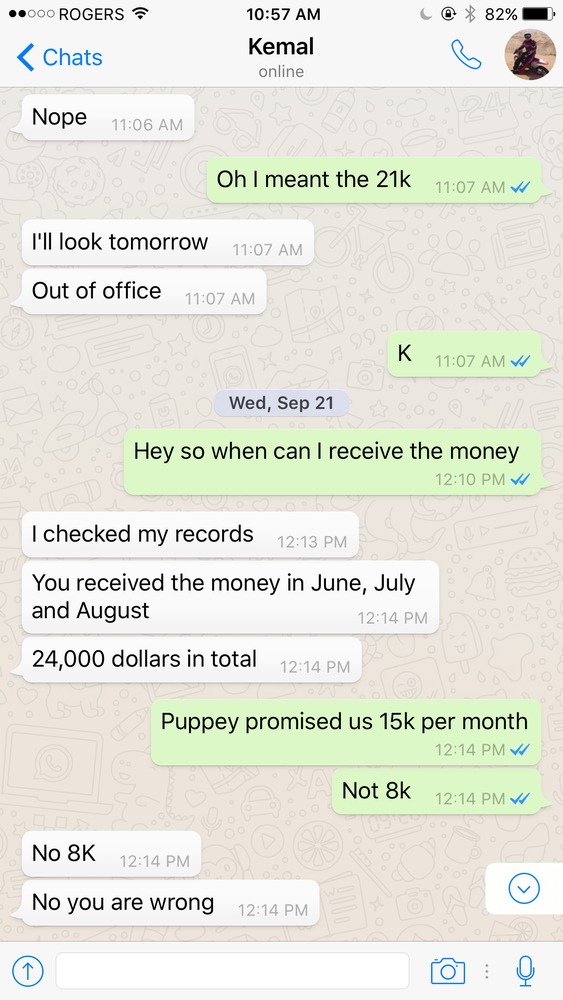 ROGERS 10:57 AM 82%
Chats Kemal
online
Nope 11:06 AM
Oh I meant the 21k 11:07 AM
I'll look tomorrow 11:07 AM
Out of office 11:07 AM
K 11:07 AM
Wed, Sep 21
Hey so when can I receive the money
12:10 PM
I checked my records 12:13 PM
You received the money in June, July
and August 12:14 PM
24,000 dollars in total 12:14 PM
Puppey promised us 15k per month
12:14 PM
Not 8k 12:14 PM
No 8K 12:14 PM
No you are wrong 12:14 PM